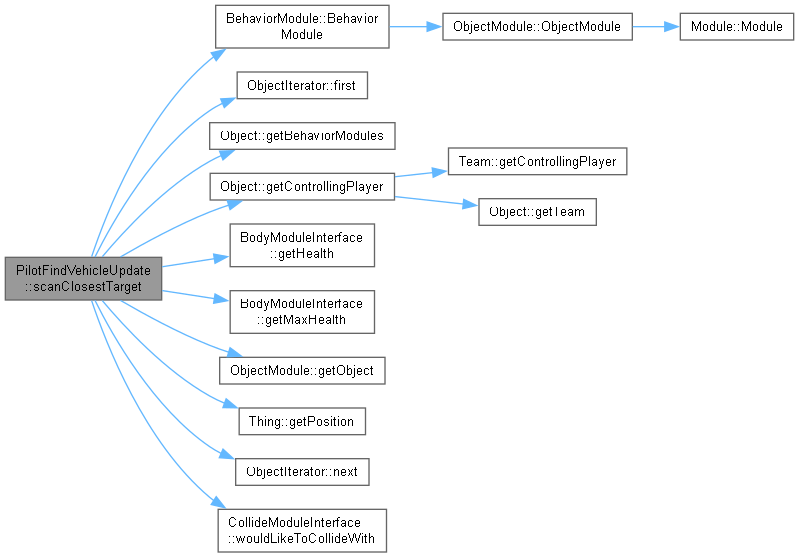 BehaviorModule::Behavior
Module
ObjectModule::ObjectModule
Module::Module
ObjectIterator::first
Object::getBehaviorModules
Object::getControllingPlayer
Team::getControllingPlayer
Object::getTeam
BodyModuleInterface
::getHealth
PilotFindVehicleUpdate
::scanClosestTarget
BodyModuleInterface
::getMaxHealth
ObjectModule::getObject
Thing::getPosition
ObjectIterator::next
CollideModuleInterface
::wouldLikeToCollideWith